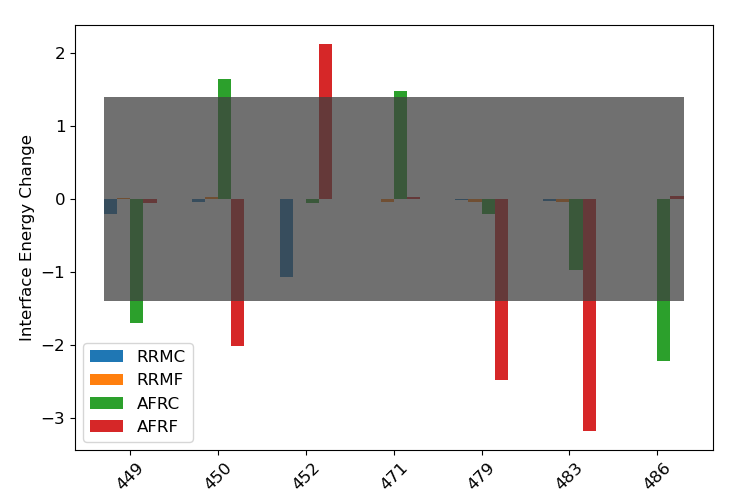 Interface Energy Change
2
1
0
−1
−2
−3
RRMC
RRMF
AFRC
AFRF
449
450
452
471
479
483
486